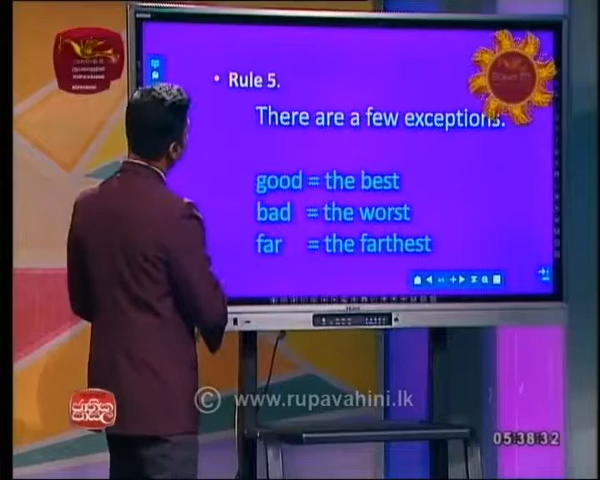 • Rule 5.
There are a few exceptions.
good = the best
bad = the worst
far = the farthest
© www.rupavahini.lk
05:38:32